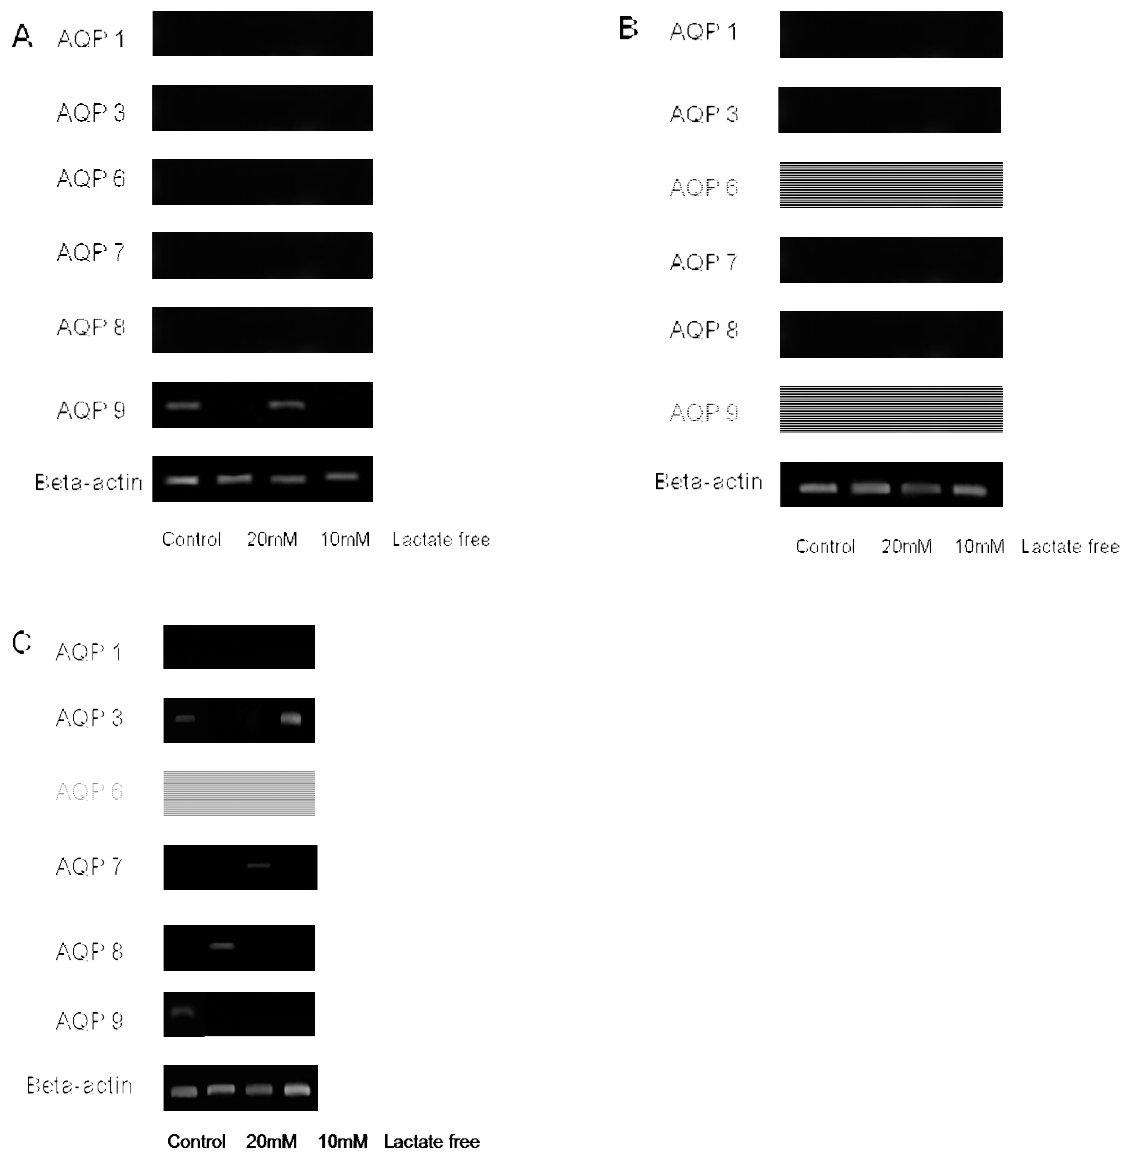 A
AQP 1
AQP 3
AQP 6
AQP 7
AQP 8
AQP 9
Beta-actin
Control 20mM 10mM Lactate free
B
AQP 1
AQP 3
AQP 6
AQP 7
AQP 8
AQP 9
Beta-actin
Control 20mM 10mM Lactate free
C
AQP 1
AQP 3
AQP 6
AQP 7
AQP 8
AQP 9
Beta-actin
Control 20mM 10mM Lactate free